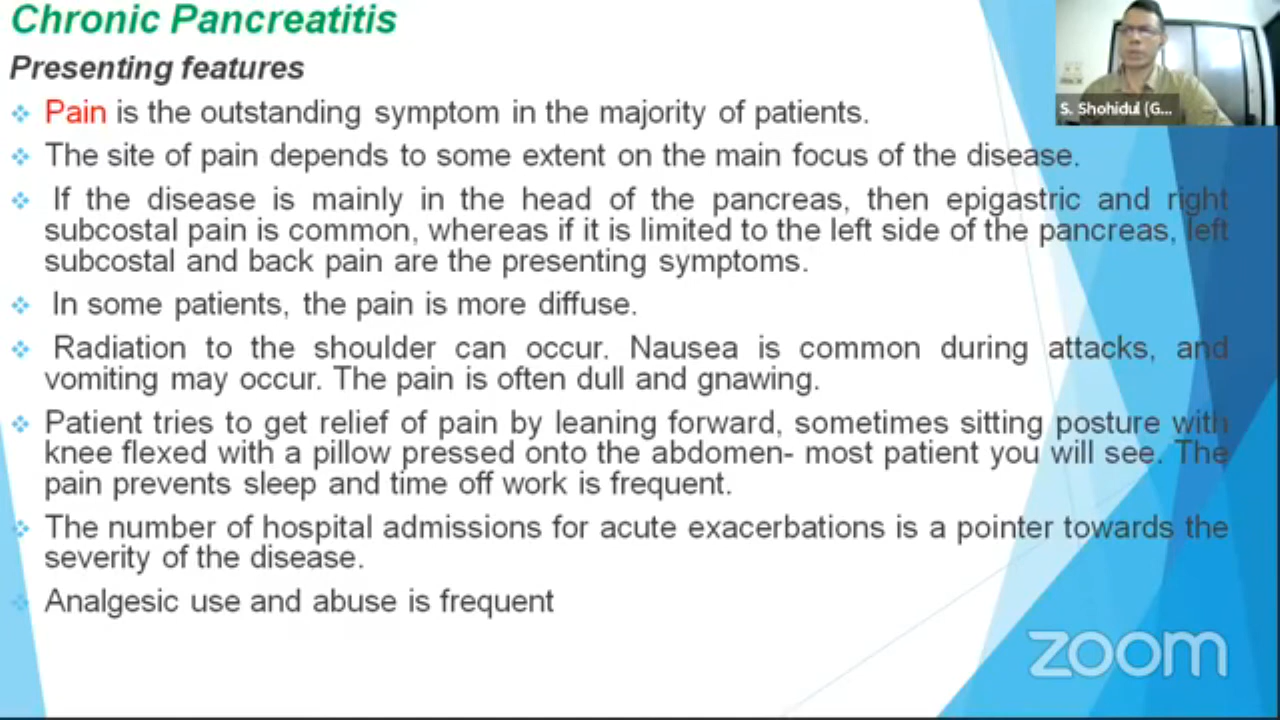 Chronic Pancreatitis
Presenting features
Pain is the outstanding symptom in the majority of patients.
The site of pain depends to some extent on the main focus of the disease.
If the disease is mainly in the head of the pancreas, then epigastric and right
subcostal pain is common, whereas if it is limited to the left side of the pancreas, left
subcostal and back pain are the presenting symptoms.
In some patients, the pain is more diffuse.
Radiation to the shoulder can occur. Nausea is common during attacks, and
vomiting may occur. The pain is often dull and gnawing.
Patient tries to get relief of pain by leaning forward, sometimes sitting posture with
knee flexed with a pillow pressed onto the abdomen- most patient you will see. The
pain prevents sleep and time off work is frequent.
The number of hospital admissions for acute exacerbations is a pointer towards the
severity of the disease.
Analgesic use and abuse is frequent
S. Shohidul (G...
zoom